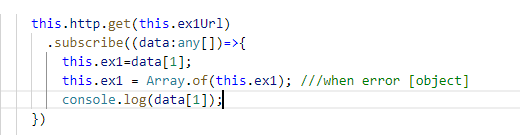 this.http.get(this.ex1Url)
.subscribe((data:any[])=>{
this.ex1=data[1];
this.ex1 = Array.of(this.ex1); ///when error [object]
console.log(data[1]);
})